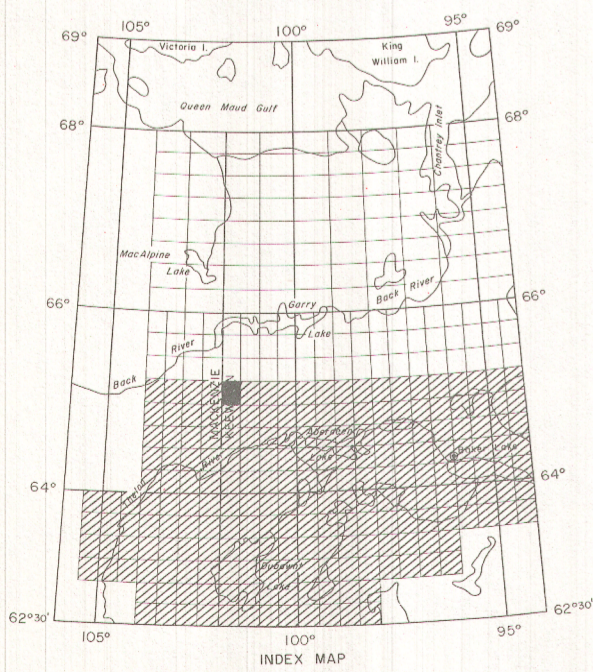 105°
100°
95°
69°
69°
Victoria I.
King
William I.
Queen Maud Gulf
68°
68°
Chantrey Inlet
MacAlpine
Lake
66°
66°
Garry
Lake
Back River
Back River
MACKENZIE
KEEWATIN
Aberdeen
Lake
Baker Lake
Thelon River
64°
64°
Dubawnt
Lake
62°30'
62°30'
105°
100°
95°
INDEX MAP